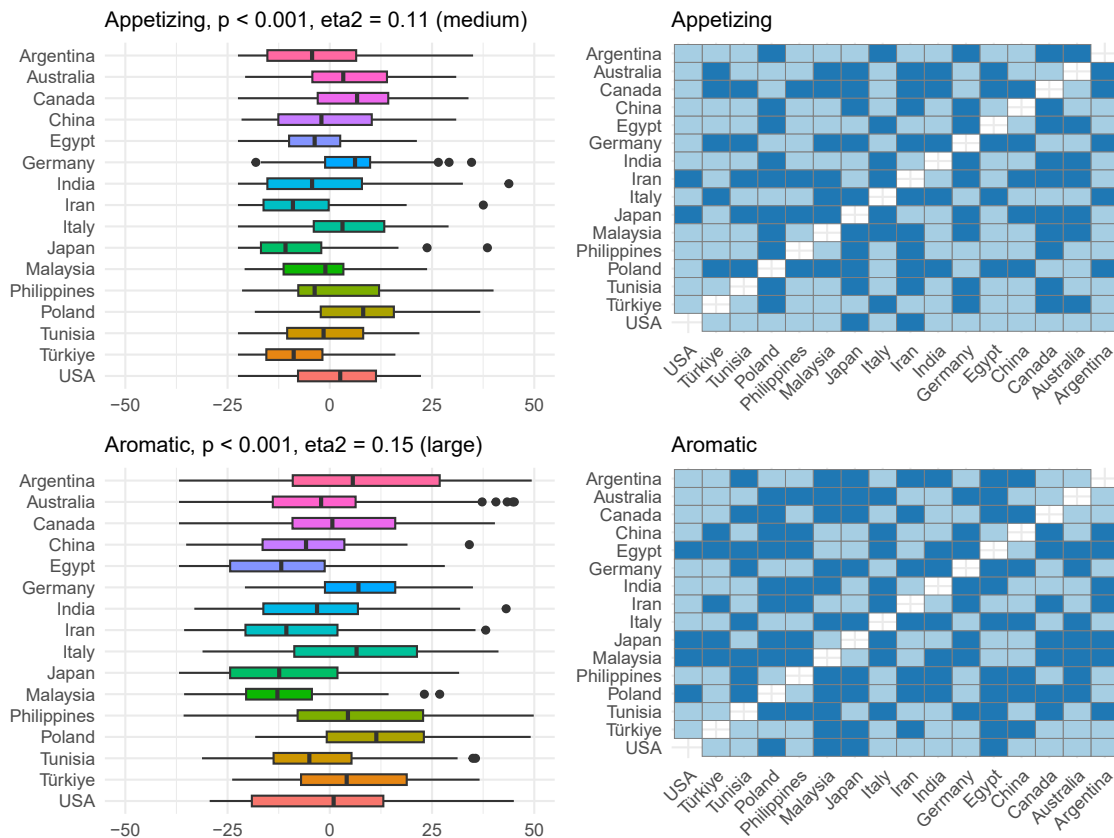 Appetizing, p < 0.001, eta2 = 0.11 (medium)
Argentina
Australia
Canada
China
Egypt
Germany
India
Iran
Italy
Japan
Malaysia
Philippines
Poland
Tunisia
Türkiye
USA
−50 −25 0 25 50
Appetizing
Argentina
Australia
Canada
China
Egypt
Germany
India
Iran
Italy
Japan
Malaysia
Philippines
Poland
Tunisia
Türkiye
USA
USA Türkiye Tunisia Poland Philippines Malaysia Japan Italy Iran India Germany Egypt China Canada Australia Argentina
Aromatic, p < 0.001, eta2 = 0.15 (large)
Argentina
Australia
Canada
China
Egypt
Germany
India
Iran
Italy
Japan
Malaysia
Philippines
Poland
Tunisia
Türkiye
USA
−50 −25 0 25 50
Aromatic
Argentina
Australia
Canada
China
Egypt
Germany
India
Iran
Italy
Japan
Malaysia
Philippines
Poland
Tunisia
Türkiye
USA
USA Türkiye Tunisia Poland Philippines Malaysia Japan Italy Iran India Germany Egypt China Canada Australia Argentina